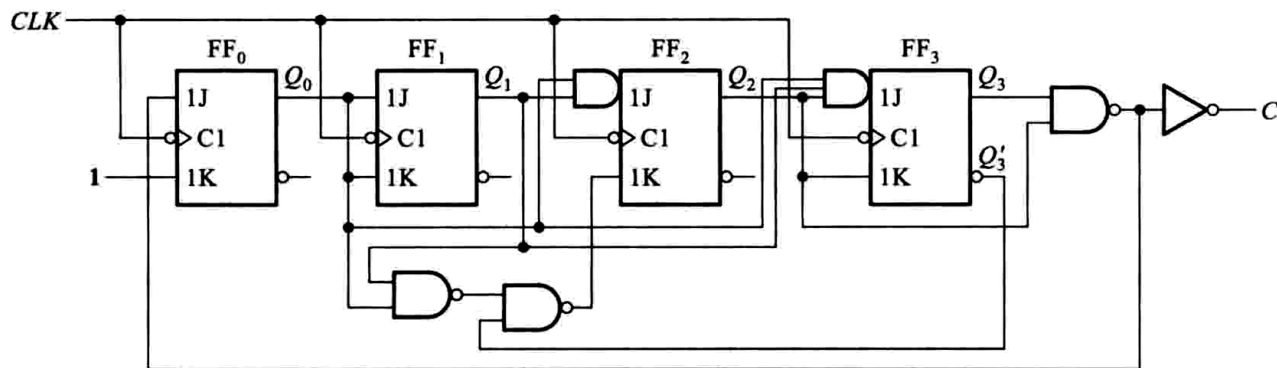 CLK
FF₀ FF₁ FF₂ FF₃
Q₀ Q₁ Q₂ Q₃
1J 1J 1J 1J
C1 C1 C1 C1 C
Q₃′
1 1K 1K 1K 1K